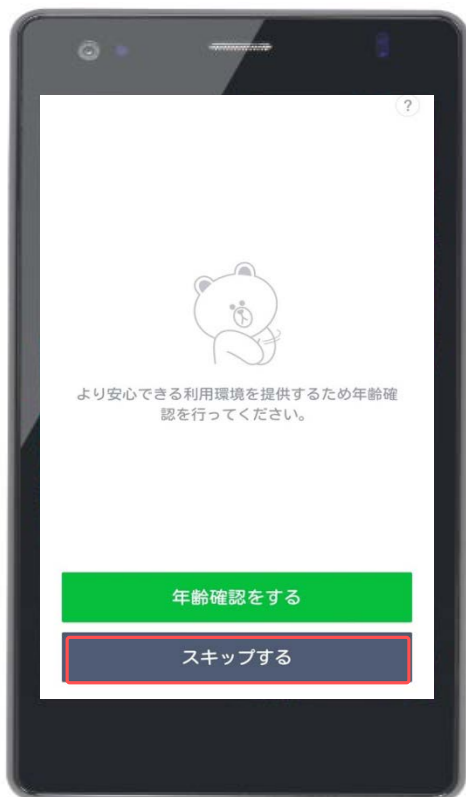 ?
より安心できる利用環境を提供するため年齢確
認を行ってください。
年齢確認をする
スキップする